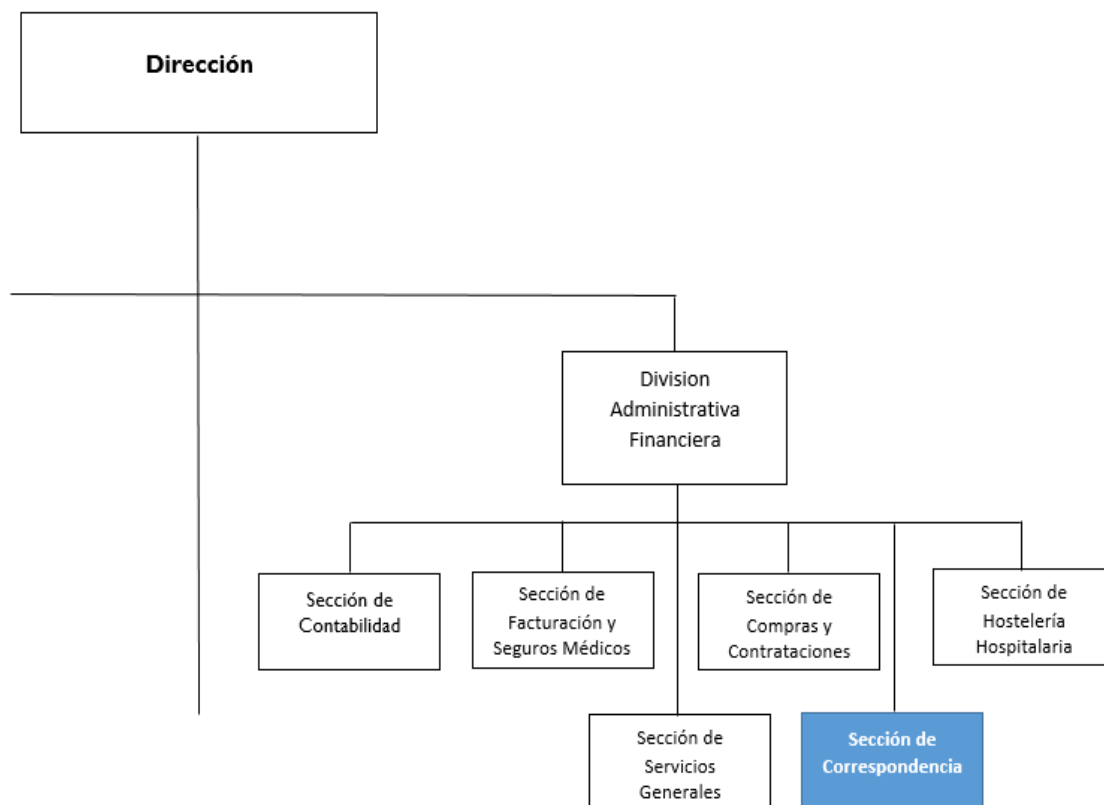 Dirección
Division
Administrativa
Financiera
Sección de
Contabilidad
Sección de
Facturación y
Seguros Médicos
Sección de
Compras y
Contrataciones
Sección de
Hostelería
Hospitalaria
Sección de
Servicios
Generales
Sección de
Correspondencia